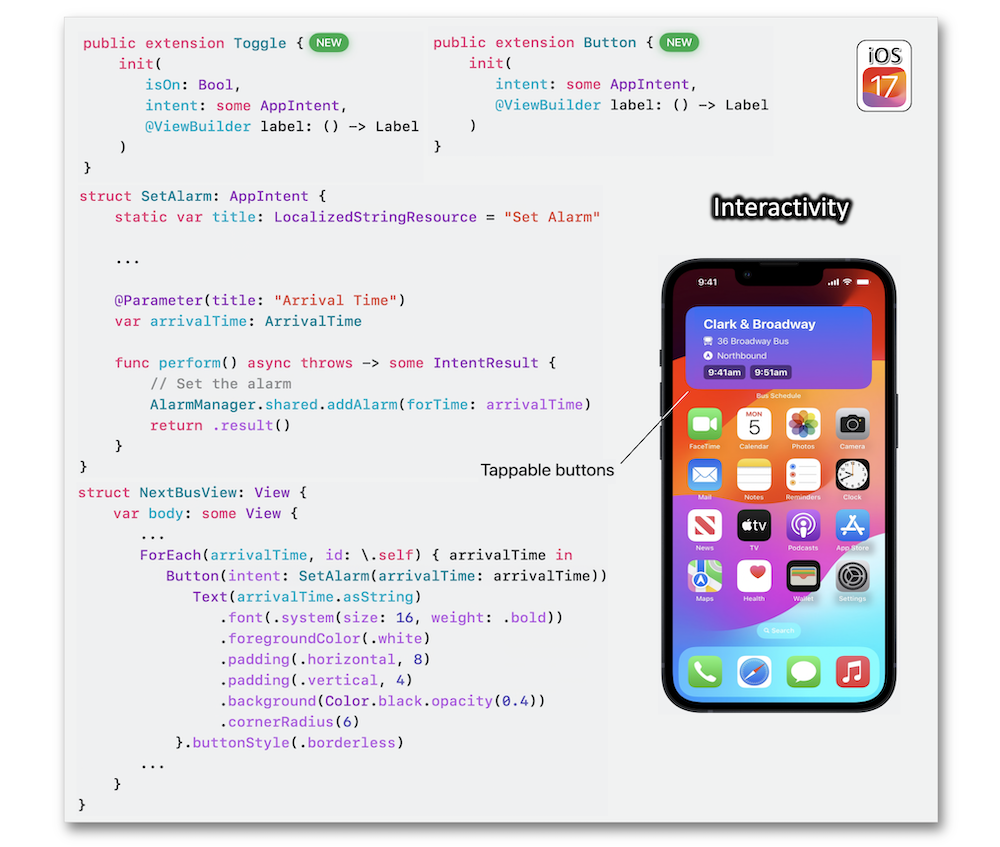 public extension Toggle { NEW
init(
isOn: Bool,
intent: some AppIntent,
@ViewBuilder label: () -> Label
)
}
public extension Button { NEW
init(
intent: some AppIntent,
@ViewBuilder label: () -> Label
)
}
iOS
17
struct SetAlarm: AppIntent {
static var title: LocalizedStringResource = "Set Alarm"
...
@Parameter(title: "Arrival Time")
var arrivalTime: ArrivalTime
func perform() async throws -> some IntentResult {
// Set the alarm
AlarmManager.shared.addAlarm(forTime: arrivalTime)
return .result()
}
}
struct NextBusView: View {
var body: some View {
...
ForEach(arrivalTime, id: \.self) { arrivalTime in
Button(intent: SetAlarm(arrivalTime: arrivalTime))
Text(arrivalTime.asString)
.font(.system(size: 16, weight: .bold))
.foregroundColor(.white)
.padding(.horizontal, 8)
.padding(.vertical, 4)
.background(Color.black.opacity(0.4))
.cornerRadius(6)
}.buttonStyle(.borderless)
...
}
}
Interactivity
Tappable buttons
9:41
Clark & Broadway
36 Broadway Bus
Northbound
9:41am 9:51am
Bus Schedule
MON
5
FaceTime Calendar Photos Camera
Mail Notes Reminders Clock
tv
News TV Podcasts App Store
Maps Health Wallet Settings
Search